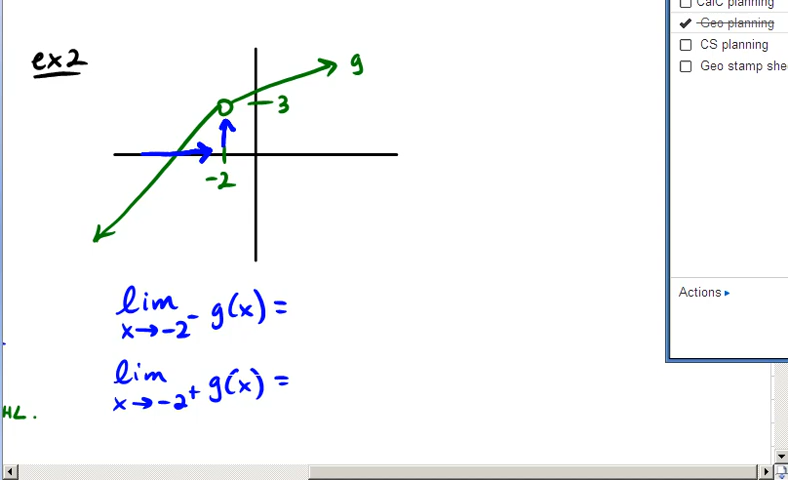 ex2
g
3
-2
lim x→-2⁻ g(x) =
lim x→-2⁺ g(x) =
HL.
CalC planning
Geo planning
CS planning
Geo stamp she
Actions